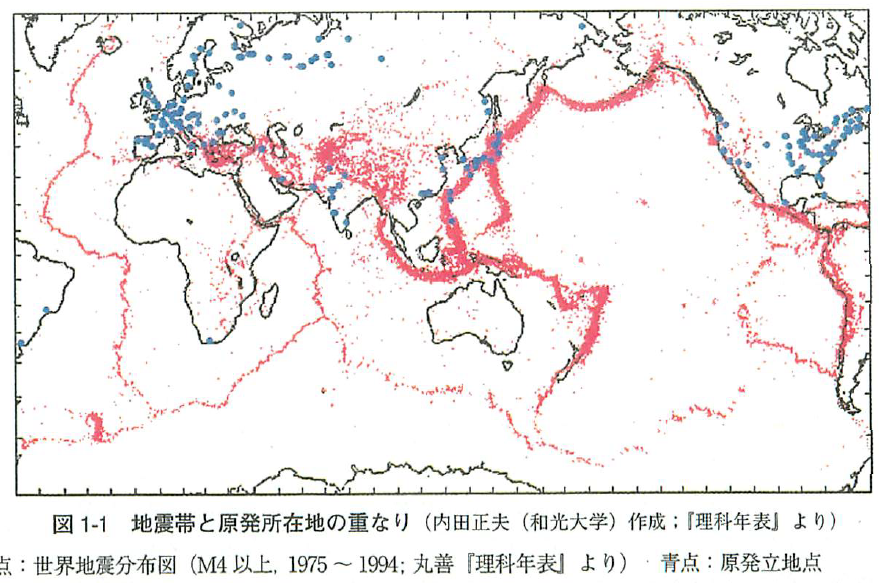 図1-1 地震帯と原発所在地の重なり（内田正夫（和光大学）作成；『理科年表』より）
点：世界地震分布図（M4以上, 1975～1994; 丸善『理科年表』より） 青点：原発立地点